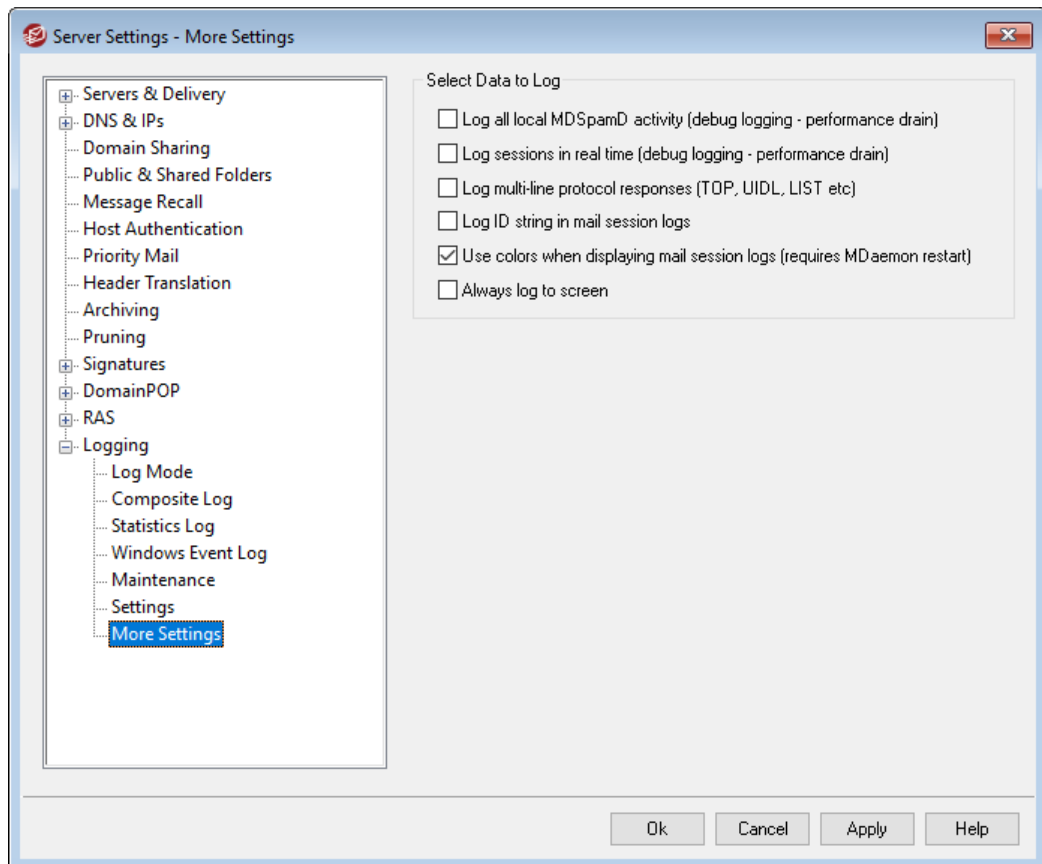 Server Settings - More Settings
Servers & Delivery
DNS & IPs
Domain Sharing
Public & Shared Folders
Message Recall
Host Authentication
Priority Mail
Header Translation
Archiving
Pruning
Signatures
DomainPOP
RAS
Logging
Log Mode
Composite Log
Statistics Log
Windows Event Log
Maintenance
Settings
More Settings
Select Data to Log
Log all local MDSpamD activity (debug logging - performance drain)
Log sessions in real time (debug logging - performance drain)
Log multi-line protocol responses (TOP, UIDL, LIST etc)
Log ID string in mail session logs
Use colors when displaying mail session logs (requires MDaemon restart)
Always log to screen
Ok
Cancel
Apply
Help